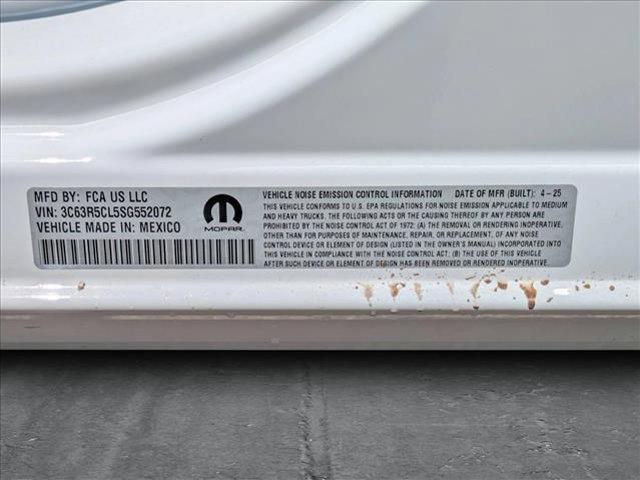 MFD BY: FCA US LLC
VIN: 3C63R5CL5SG552072
VEHICLE MADE IN: MEXICO
MOPAR
VEHICLE NOISE EMISSION CONTROL INFORMATION DATE OF MFR (BUILT): 4-25
THIS VEHICLE CONFORMS TO U.S. EPA REGULATIONS FOR NOISE EMISSION APPLICABLE TO MEDIUM
AND HEAVY TRUCKS. THE FOLLOWING ACTS OR THE CAUSING THEREOF BY ANY PERSON ARE
PROHIBITED BY THE NOISE CONTROL ACT OF 1972: (A) THE REMOVAL OR RENDERING INOPERATIVE,
OTHER THAN FOR PURPOSES OF MAINTENANCE, REPAIR, OR REPLACEMENT, OF ANY NOISE
CONTROL DEVICE OR ELEMENT OF DESIGN (LISTED IN THE OWNER'S MANUAL) INCORPORATED INTO
THIS VEHICLE IN COMPLIANCE WITH THE NOISE CONTROL ACT; (B) THE USE OF THIS VEHICLE
AFTER SUCH DEVICE OR ELEMENT OF DESIGN HAS BEEN REMOVED OR RENDERED INOPERATIVE.